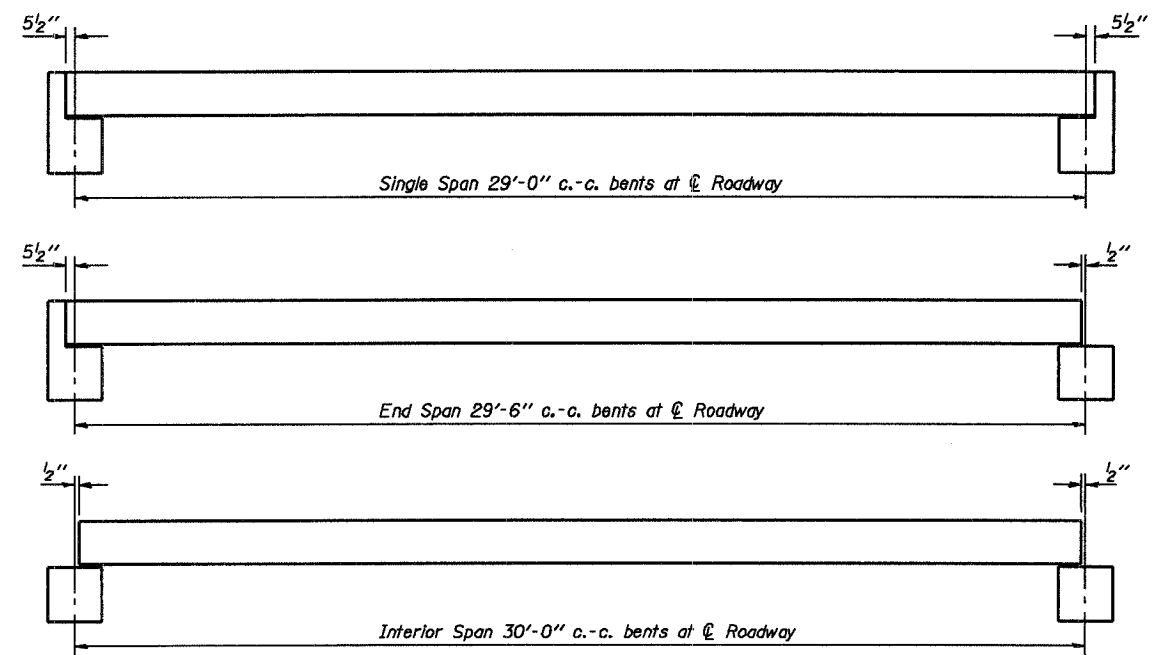 5½" 5½"
Single Span 29'-0" c.-c. bents at ℄ Roadway
5½" ½"
End Span 29'-6" c.-c. bents at ℄ Roadway
½" ½"
Interior Span 30'-0" c.-c. bents at ℄ Roadway